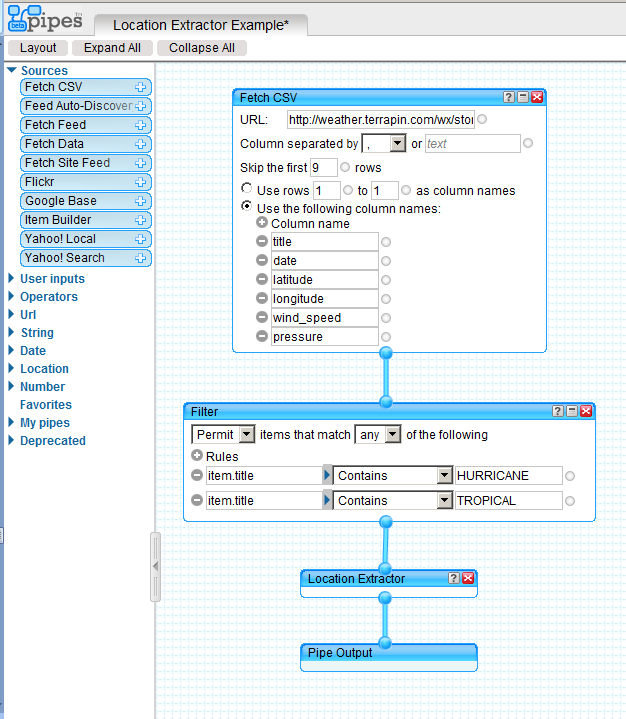 beta pipes TM
Location Extractor Example*
Layout Expand All Collapse All
Sources
Fetch CSV
Feed Auto-Discover
Fetch Feed
Fetch Data
Fetch Site Feed
Flickr
Google Base
Item Builder
Yahoo! Local
Yahoo! Search
User inputs
Operators
Url
String
Date
Location
Number
Favorites
My pipes
Deprecated
Fetch CSV
URL: http://weather.terrapin.com/wx/stor
Column separated by , or text
Skip the first 9 rows
Use rows 1 to 1 as column names
Use the following column names:
Column name
title
date
latitude
longitude
wind_speed
pressure
Filter
Permit items that match any of the following
Rules
item.title Contains HURRICANE
item.title Contains TROPICAL
Location Extractor
Pipe Output